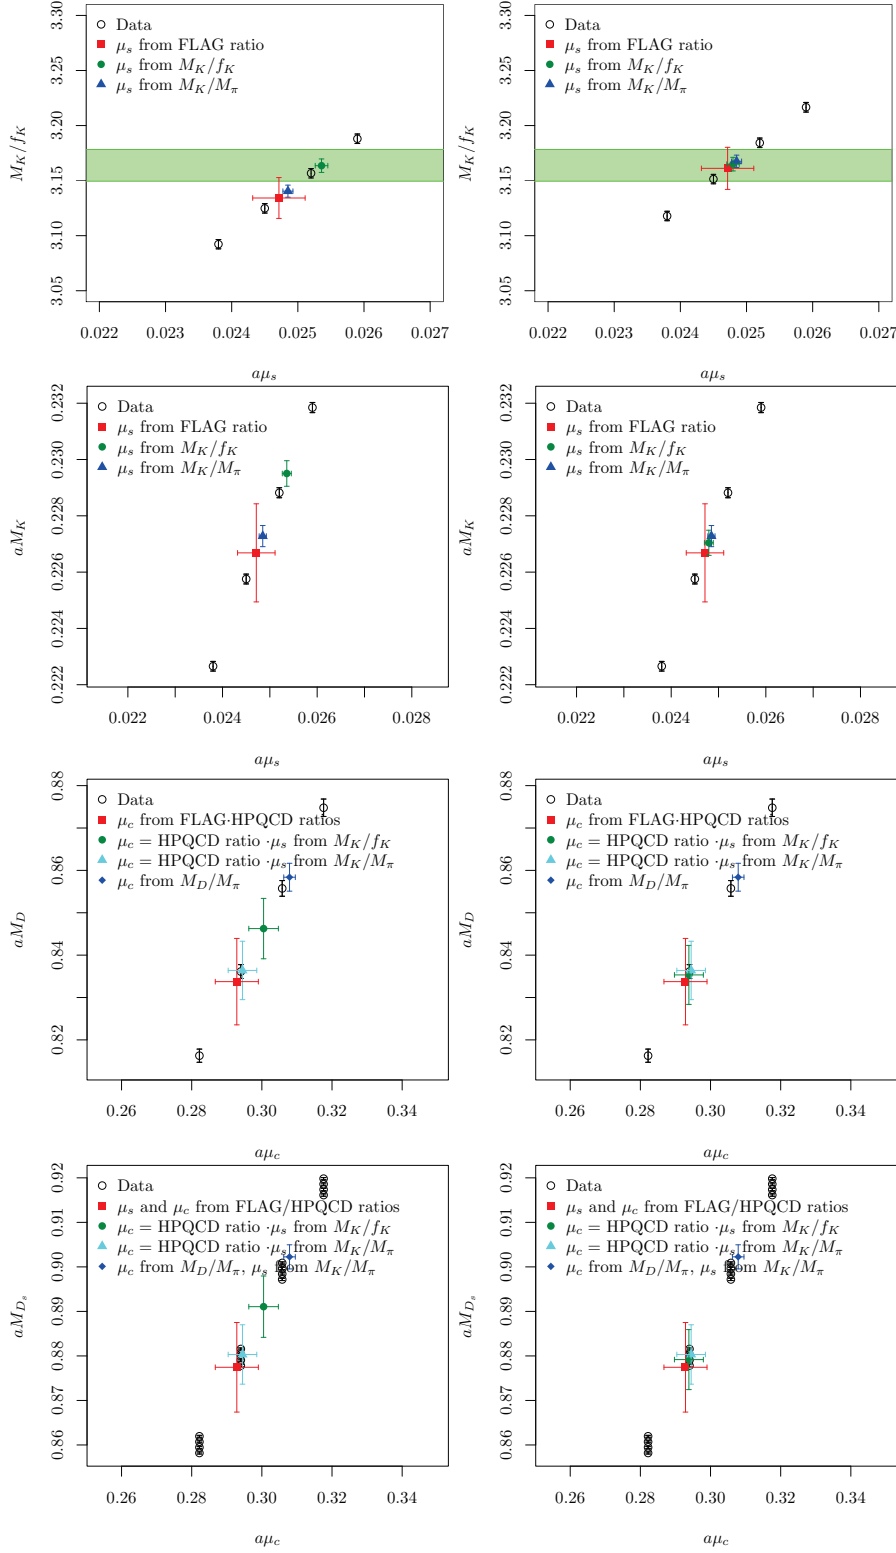 3.05 3.10 3.15 3.20 3.25 3.30
M_K/f_K
Data
μ_s from FLAG ratio
μ_s from M_K/f_K
μ_s from M_K/M_π
0.022 0.023 0.024 0.025 0.026 0.027
aμ_s
3.05 3.10 3.15 3.20 3.25 3.30
M_K/f_K
Data
μ_s from FLAG ratio
μ_s from M_K/f_K
μ_s from M_K/M_π
0.022 0.023 0.024 0.025 0.026 0.027
aμ_s
0.222 0.224 0.226 0.228 0.230 0.232
aM_K
Data
μ_s from FLAG ratio
μ_s from M_K/f_K
μ_s from M_K/M_π
0.022 0.024 0.026 0.028
aμ_s
0.222 0.224 0.226 0.228 0.230 0.232
aM_K
Data
μ_s from FLAG ratio
μ_s from M_K/f_K
μ_s from M_K/M_π
0.022 0.024 0.026 0.028
aμ_s
0.82 0.84 0.86 0.88
aM_D
Data
μ_c from FLAG·HPQCD ratios
μ_c = HPQCD ratio ·μ_s from M_K/f_K
μ_c = HPQCD ratio ·μ_s from M_K/M_π
μ_c from M_D/M_π
0.26 0.28 0.30 0.32 0.34
aμ_c
0.82 0.84 0.86 0.88
aM_D
Data
μ_c from FLAG·HPQCD ratios
μ_c = HPQCD ratio ·μ_s from M_K/f_K
μ_c = HPQCD ratio ·μ_s from M_K/M_π
μ_c from M_D/M_π
0.26 0.28 0.30 0.32 0.34
aμ_c
0.86 0.87 0.88 0.89 0.90 0.91 0.92
aM_{D_s}
Data
μ_s and μ_c from FLAG/HPQCD ratios
μ_c = HPQCD ratio ·μ_s from M_K/f_K
μ_c = HPQCD ratio ·μ_s from M_K/M_π
μ_c from M_D/M_π, μ_s from M_K/M_π
0.26 0.28 0.30 0.32 0.34
aμ_c
0.86 0.87 0.88 0.89 0.90 0.91 0.92
aM_{D_s}
Data
μ_s and μ_c from FLAG/HPQCD ratios
μ_c = HPQCD ratio ·μ_s from M_K/f_K
μ_c = HPQCD ratio ·μ_s from M_K/M_π
μ_c from M_D/M_π, μ_s from M_K/M_π
0.26 0.28 0.30 0.32 0.34
aμ_c